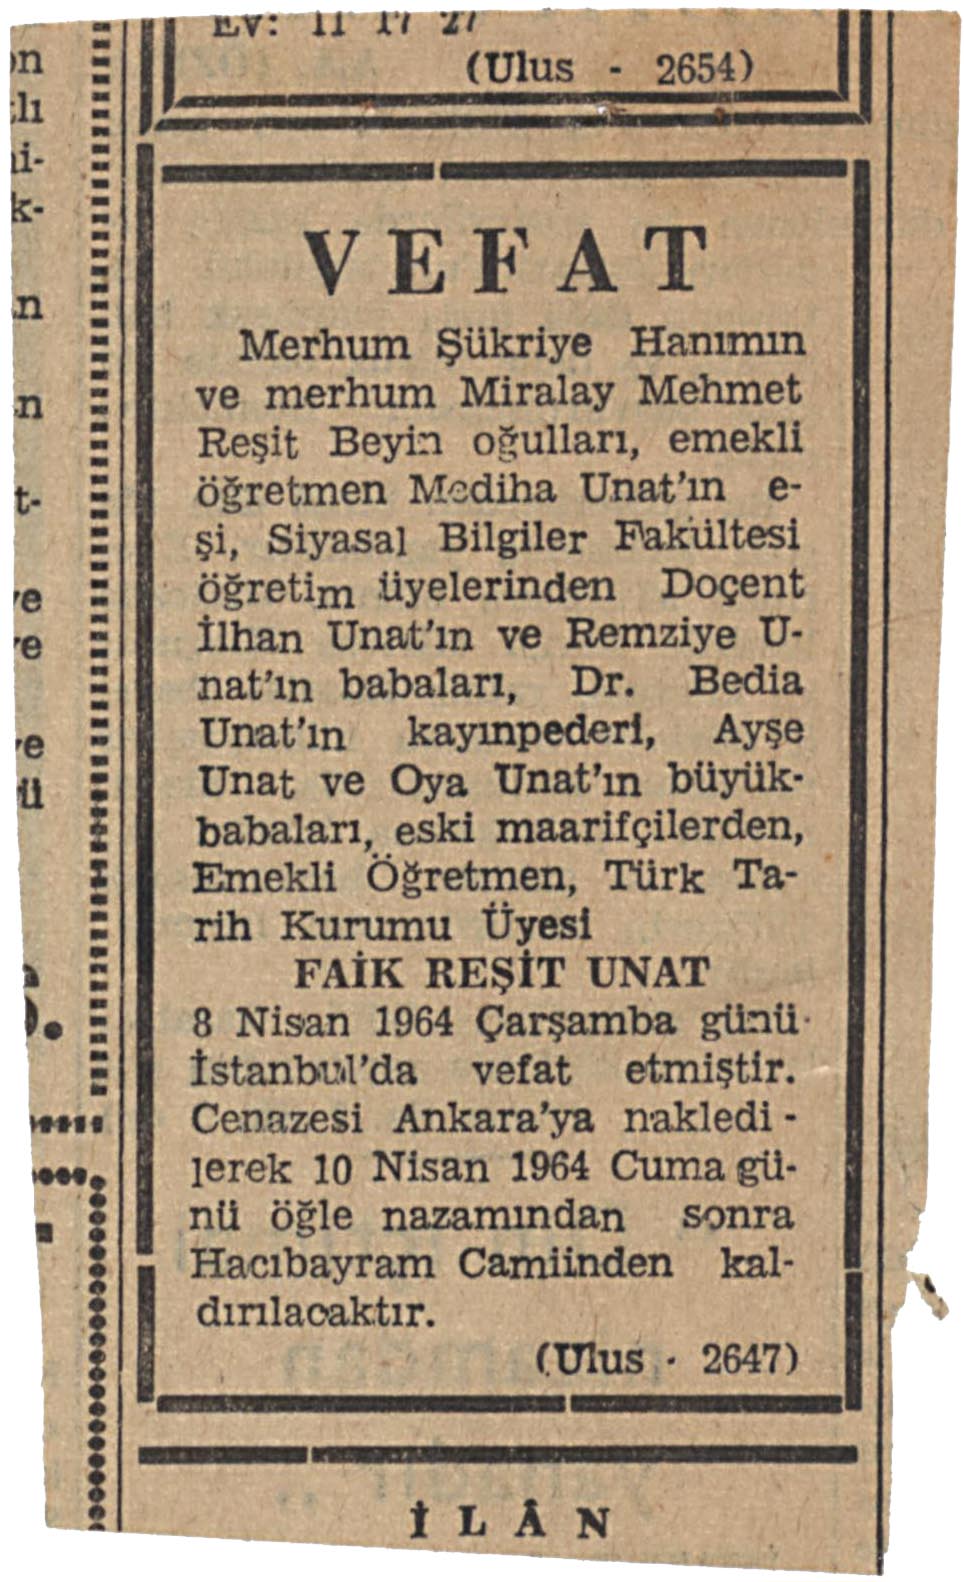 (Ulus - 2654)
VEFAT
Merhum Şükriye Hanımın
ve merhum Miralay Mehmet
Reşit Beyin oğulları, emekli
öğretmen Mediha Unat'ın e-
şi, Siyasal Bilgiler Fakültesi
öğretim üyelerinden Doçent
İlhan Unat'ın ve Remziye U-
nat'ın babaları, Dr. Bedia
Unat'ın kayınpederi, Ayşe
Unat ve Oya Unat'ın büyük-
babaları, eski maarifçilerden,
Emekli Öğretmen, Türk Ta-
rih Kurumu Üyesi
FAİK REŞİT UNAT
8 Nisan 1964 Çarşamba günü
İstanbul'da vefat etmiştir.
Cenazesi Ankara'ya nakledi -
lerek 10 Nisan 1964 Cuma gü-
nü öğle nazamından sonra
Hacıbayram Camiinden kal-
dırılacaktır.
(Ulus - 2647)
İLÂN